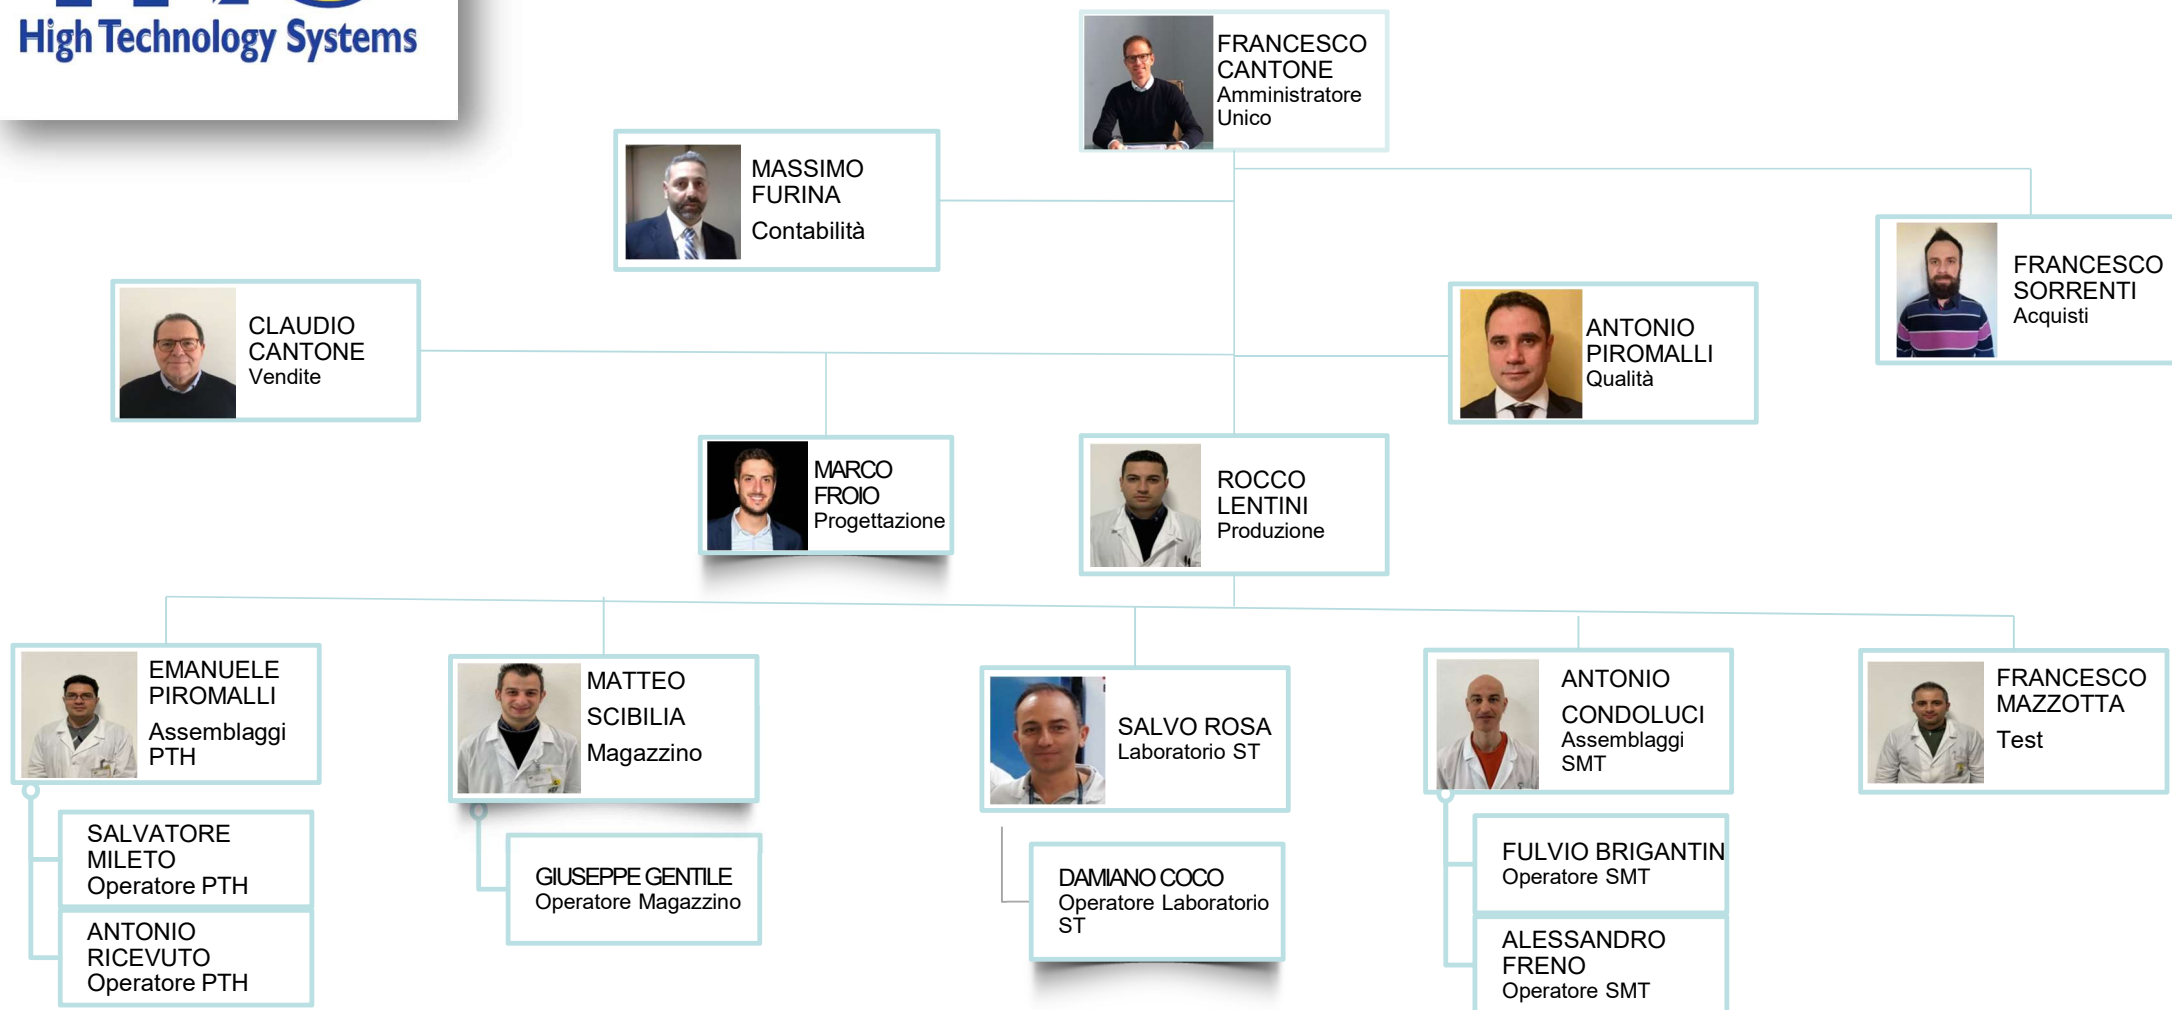 High Technology Systems
FRANCESCO
CANTONE
Amministratore
Unico
MASSIMO
FURINA
Contabilità
FRANCESCO
SORRENTI
Acquisti
CLAUDIO
CANTONE
Vendite
ANTONIO
PIROMALLI
Qualità
MARCO
FROIO
Progettazione
ROCCO
LENTINI
Produzione
EMANUELE
PIROMALLI
Assemblaggi
PTH
MATTEO
SCIBILIA
Magazzino
SALVO ROSA
Laboratorio ST
ANTONIO
CONDOLUCI
Assemblaggi
SMT
FRANCESCO
MAZZOTTA
Test
SALVATORE
MILETO
Operatore PTH
ANTONIO
RICEVUTO
Operatore PTH
GIUSEPPE GENTILE
Operatore Magazzino
DAMIANO COCO
Operatore Laboratorio
ST
FULVIO BRIGANTIN
Operatore SMT
ALESSANDRO
FRENO
Operatore SMT